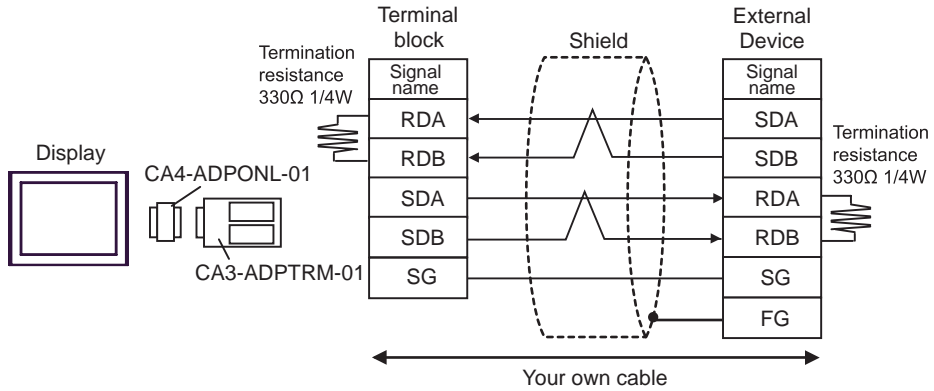 Terminal
block
Shield
External
Device
Termination
resistance
330Ω 1/4W
Signal
name
RDA
RDB
SDA
SDB
SG
Signal
name
SDA
SDB
RDA
RDB
SG
FG
Termination
resistance
330Ω 1/4W
Display
CA4-ADPONL-01
CA3-ADPTRM-01
Your own cable